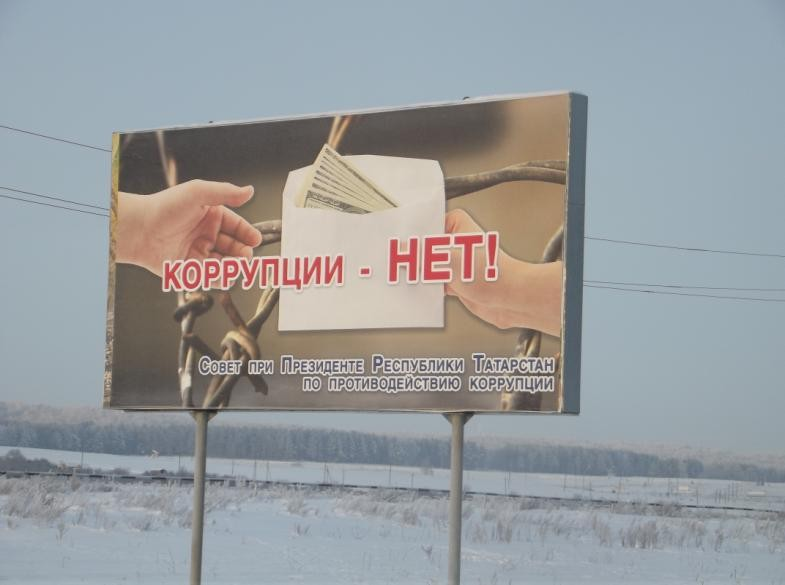 КОРРУПЦИИ - НЕТ!
СОВЕТ ПРИ ПРЕЗИДЕНТЕ РЕСПУБЛИКИ ТАТАРСТАН
ПО ПРОТИВОДЕЙСТВИЮ КОРРУПЦИИ